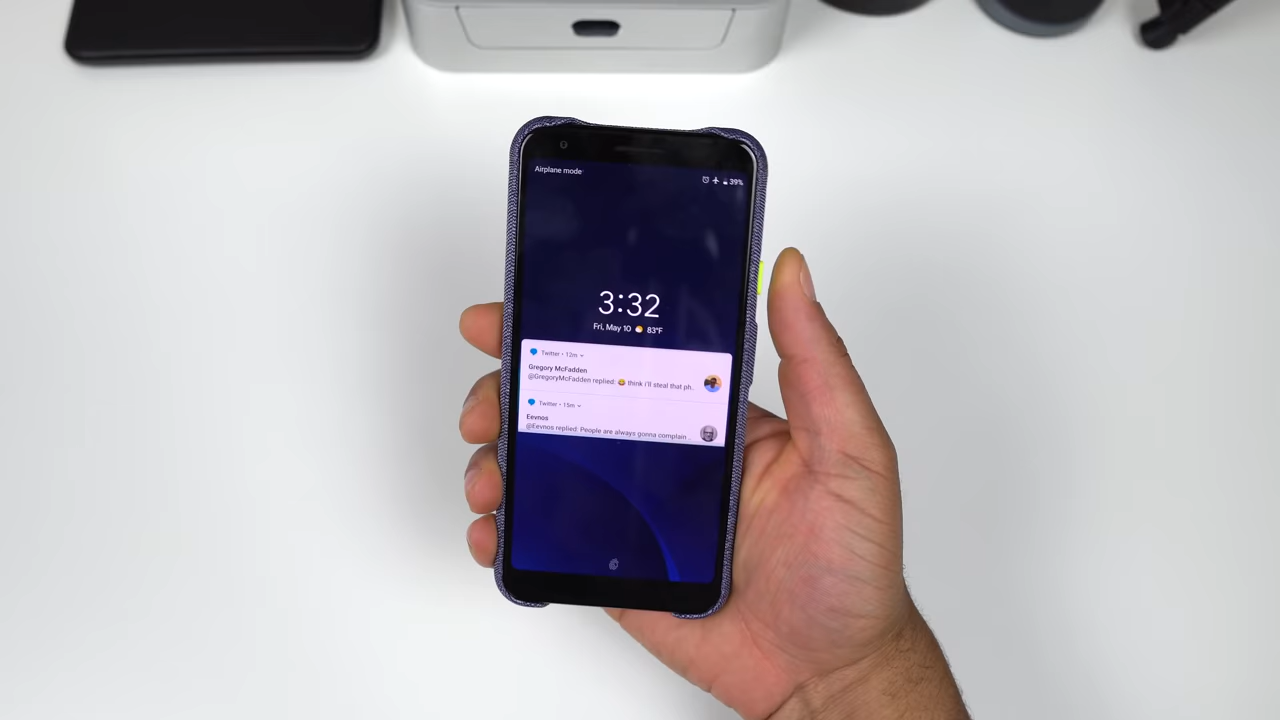 Airplane mode
39%
3:32
Fri, May 10 83°F
Twitter • 12m
Gregory McFadden
@GregoryMcFadden replied: 😂 think i'll steal that ph..
Twitter • 15m
Eevnos
@Eevnos replied: People are always gonna complain ..